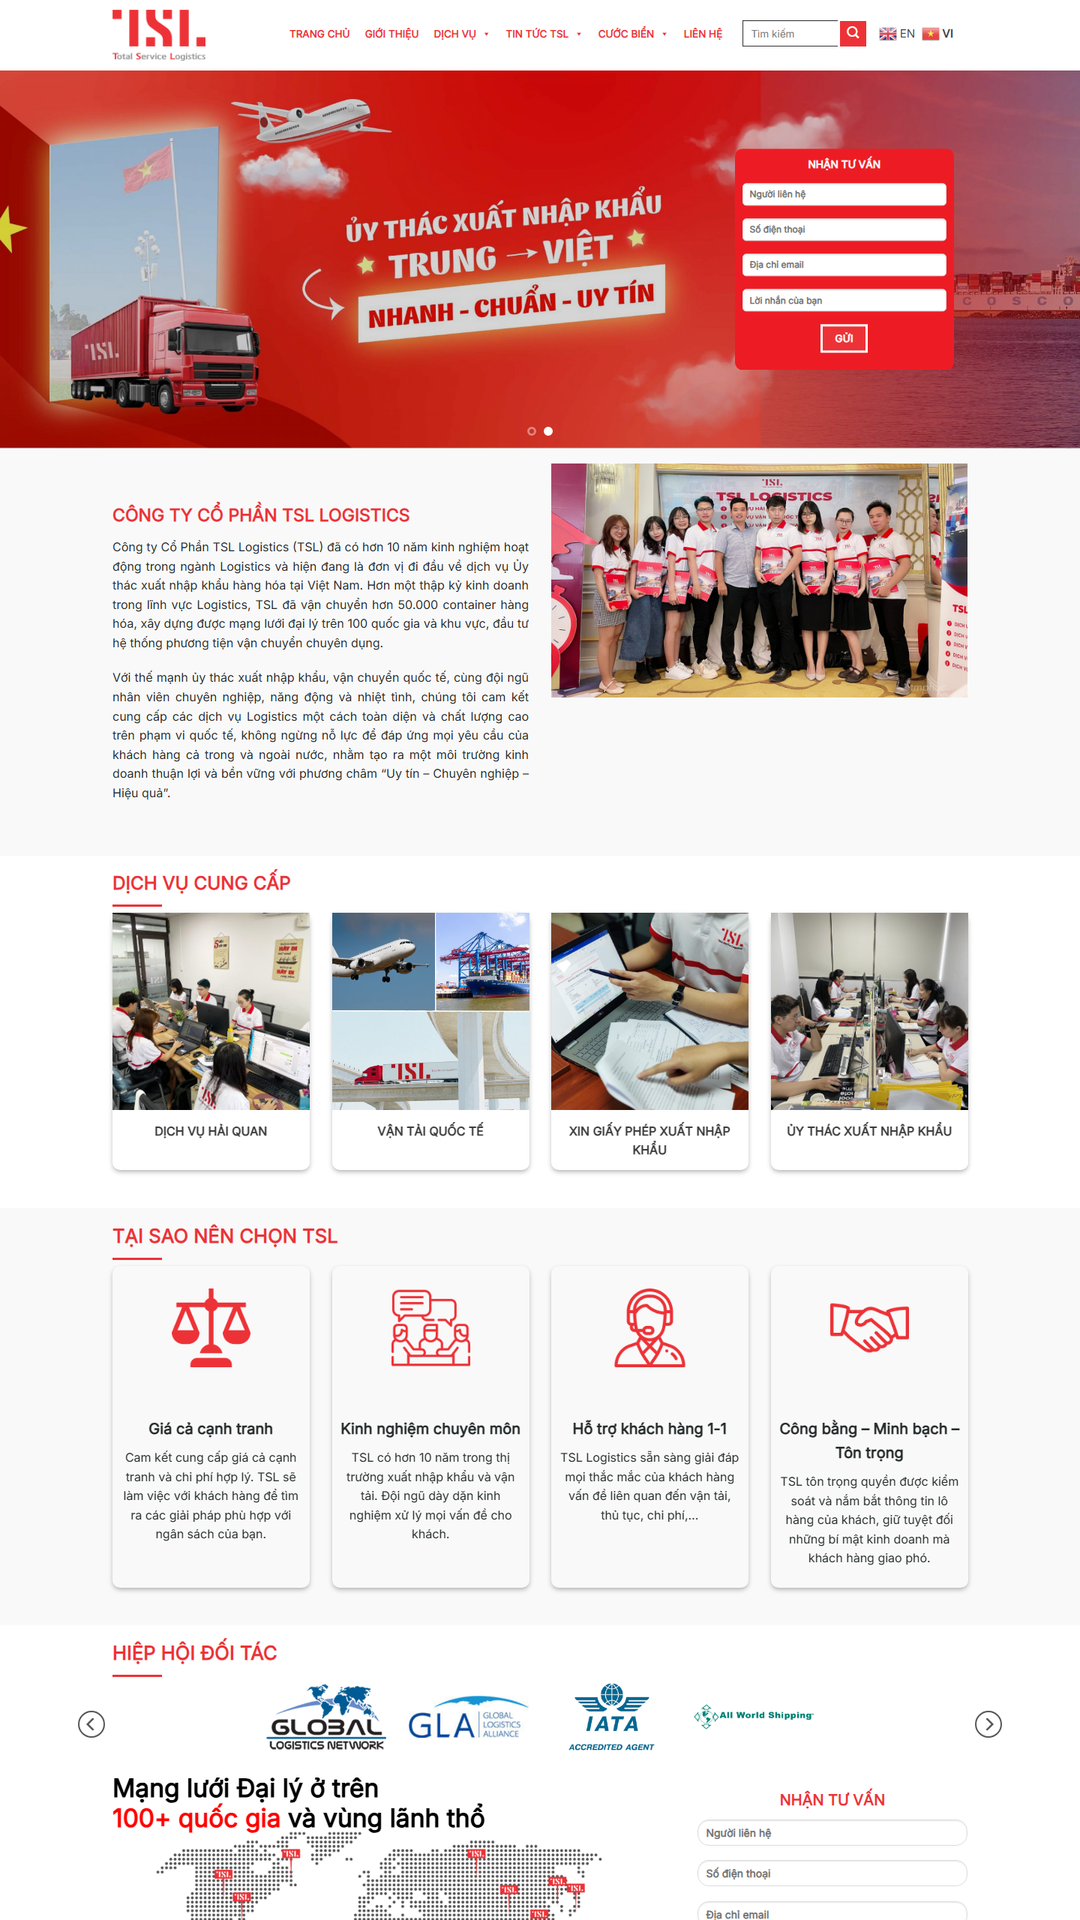 TSL
Total Service Logistics
TRANG CHỦ
GIỚI THIỆU
DỊCH VỤ
TIN TỨC TSL
CƯỚC BIỂN
LIÊN HỆ
Tìm kiếm
EN
VI
ỦY THÁC XUẤT NHẬP KHẨU
TRUNG → VIỆT
NHANH - CHUẨN - UY TÍN
TSL
COSCO
NHẬN TƯ VẤN
Người liên hệ
Số điện thoại
Địa chỉ email
Lời nhắn của bạn
GỬI
CÔNG TY CỔ PHẦN TSL LOGISTICS
Công ty Cổ Phần TSL Logistics (TSL) đã có hơn 10 năm kinh nghiệm hoạt
động trong ngành Logistics và hiện đang là đơn vị đi đầu về dịch vụ Ủy
thác xuất nhập khẩu hàng hóa tại Việt Nam. Hơn một thập kỷ kinh doanh
trong lĩnh vực Logistics, TSL đã vận chuyển hơn 50.000 container hàng
hóa, xây dựng được mạng lưới đại lý trên 100 quốc gia và khu vực, đầu tư
hệ thống phương tiện vận chuyển chuyên dụng.
Với thế mạnh ủy thác xuất nhập khẩu, vận chuyển quốc tế, cùng đội ngũ
nhân viên chuyên nghiệp, năng động và nhiệt tình, chúng tôi cam kết
cung cấp các dịch vụ Logistics một cách toàn diện và chất lượng cao
trên phạm vi quốc tế, không ngừng nỗ lực để đáp ứng mọi yêu cầu của
khách hàng cả trong và ngoài nước, nhằm tạo ra một môi trường kinh
doanh thuận lợi và bền vững với phương châm “Uy tín – Chuyên nghiệp –
Hiệu quả”.
TSL
TSL LOGISTICS
TSL
DỊCH VỤ CUNG CẤP
TSL
TSL
DỊCH VỤ HẢI QUAN
VẬN TẢI QUỐC TẾ
XIN GIẤY PHÉP XUẤT NHẬP
KHẨU
ỦY THÁC XUẤT NHẬP KHẨU
TẠI SAO NÊN CHỌN TSL
Giá cả cạnh tranh
Cam kết cung cấp giá cả cạnh
tranh và chi phí hợp lý. TSL sẽ
làm việc với khách hàng để tìm
ra các giải pháp phù hợp với
ngân sách của bạn.
Kinh nghiệm chuyên môn
TSL có hơn 10 năm trong thị
trường xuất nhập khẩu và vận
tải. Đội ngũ dày dặn kinh
nghiệm xử lý mọi vấn đề cho
khách.
Hỗ trợ khách hàng 1-1
TSL Logistics sẵn sàng giải đáp
mọi thắc mắc của khách hàng
vấn đề liên quan đến vận tải,
thủ tục, chi phí,...
Công bằng – Minh bạch –
Tôn trọng
TSL tôn trọng quyền được kiểm
soát và nắm bắt thông tin lô
hàng của khách, giữ tuyệt đối
những bí mật kinh doanh mà
khách hàng giao phó.
HIỆP HỘI ĐỐI TÁC
GLOBAL
LOGISTICS NETWORK
GLA
GLOBAL
LOGISTICS
ALLIANCE
IATA
ACCREDITED AGENT
All World Shipping
Mạng lưới Đại lý ở trên
100+ quốc gia và vùng lãnh thổ
TSL
TSL
TSL
TSL
TSL
TSL
TSL
TSL
NHẬN TƯ VẤN
Người liên hệ
Số điện thoại
Địa chỉ email